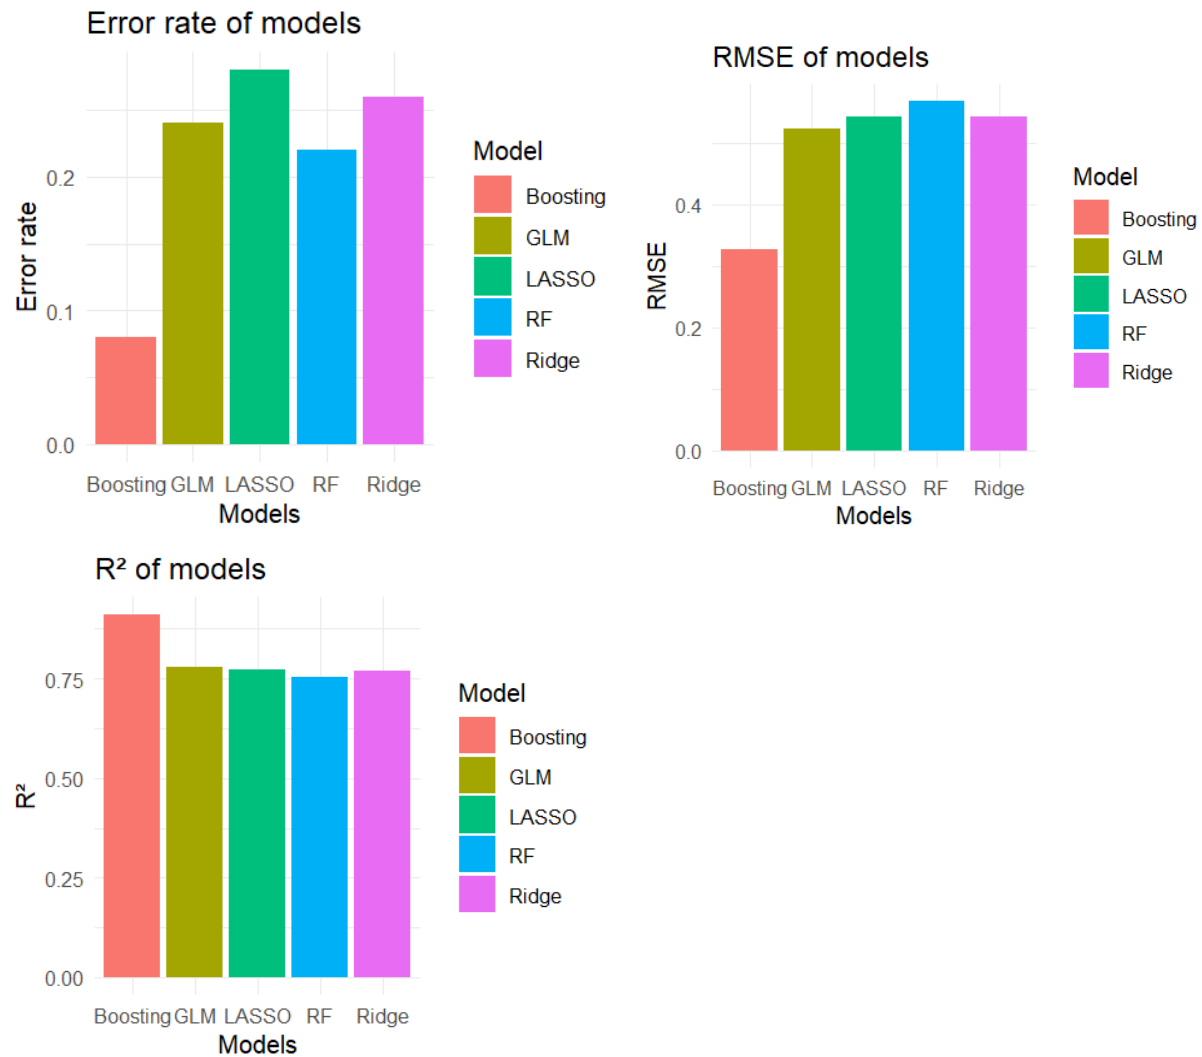 Error rate of models
Error rate
0.2
0.1
0.0
Boosting GLM LASSO RF Ridge
Models
Model
Boosting
GLM
LASSO
RF
Ridge
RMSE of models
RMSE
0.4
0.2
0.0
Boosting GLM LASSO RF Ridge
Models
Model
Boosting
GLM
LASSO
RF
Ridge
R² of models
R²
0.75
0.50
0.25
0.00
Boosting GLM LASSO RF Ridge
Models
Model
Boosting
GLM
LASSO
RF
Ridge